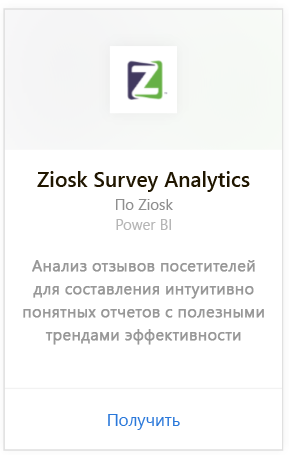 Z
Ziosk Survey Analytics
По Ziosk
Power BI
Анализ отзывов посетителей
для составления интуитивно
понятных отчетов с полезными
трендами эффективности
Получить